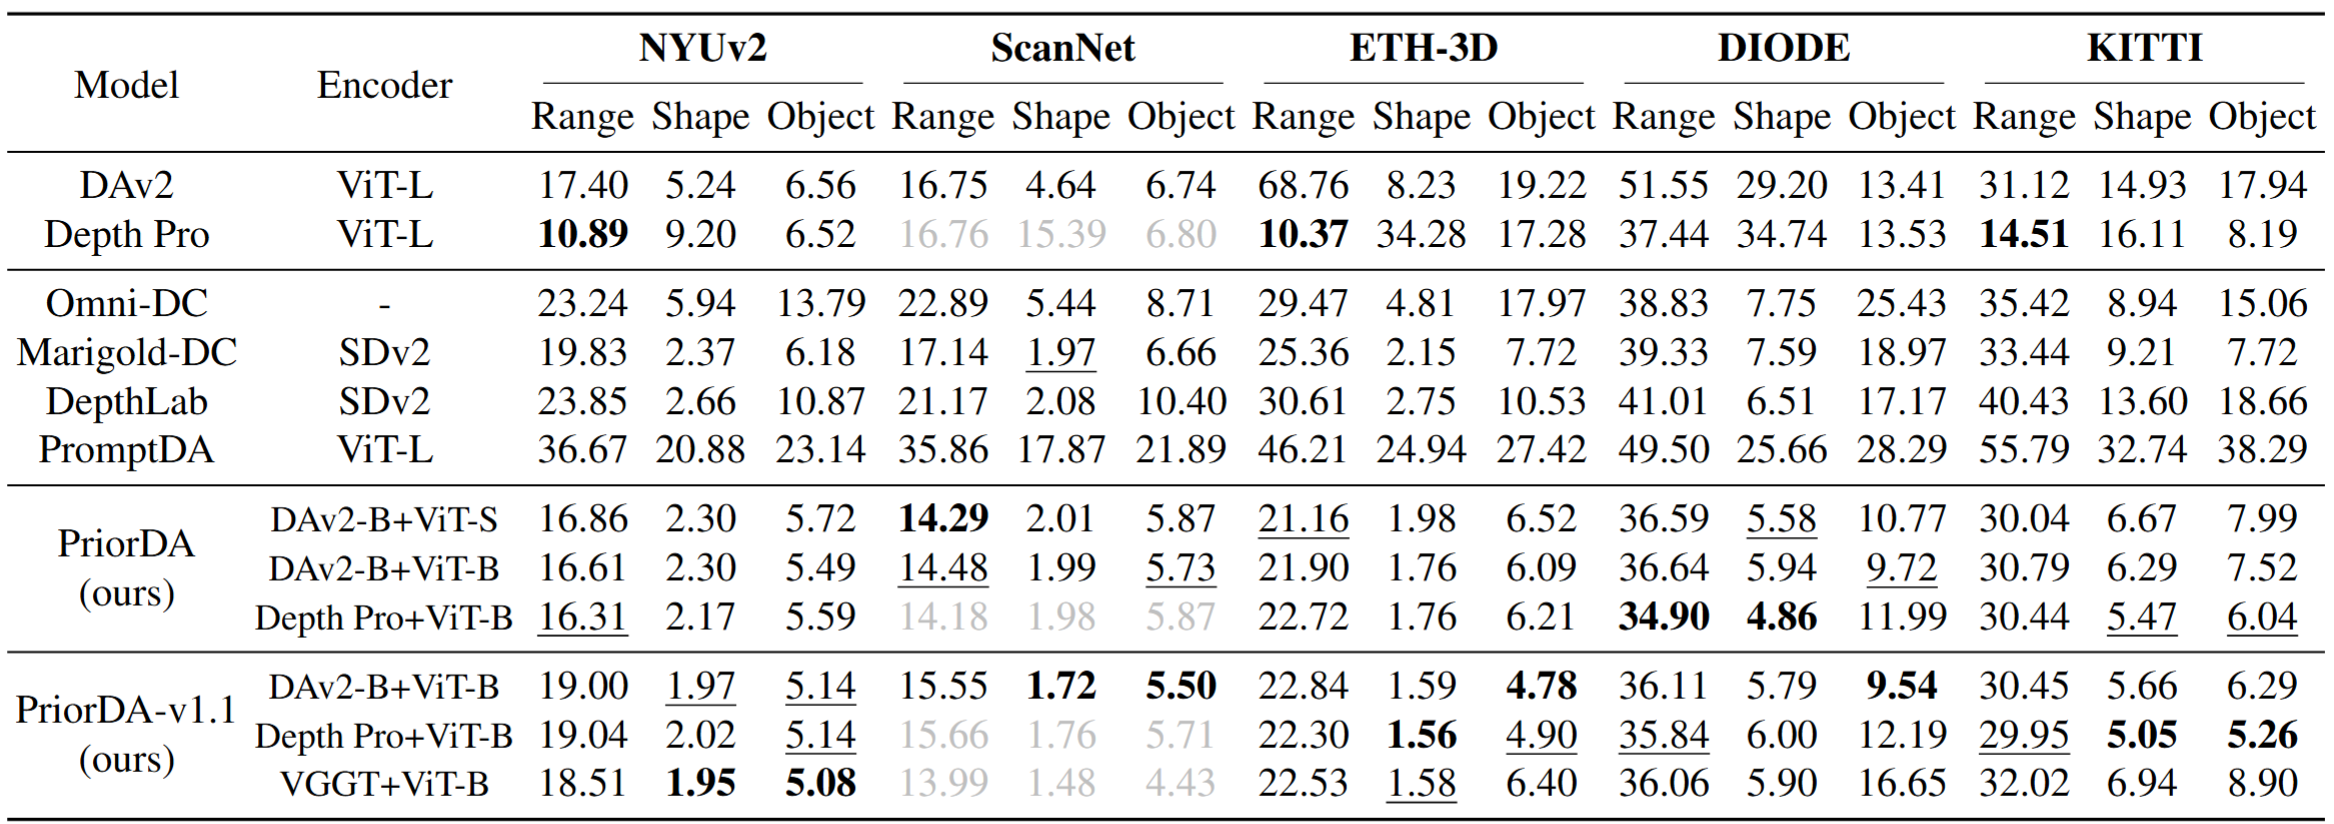 NYUv2 ScanNet ETH-3D DIODE KITTI
Model Encoder
Range Shape Object Range Shape Object Range Shape Object Range Shape Object Range Shape Object
DAv2 ViT-L 17.40 5.24 6.56 16.75 4.64 6.74 68.76 8.23 19.22 51.55 29.20 13.41 31.12 14.93 17.94
Depth Pro ViT-L 10.89 9.20 6.52 16.76 15.39 6.80 10.37 34.28 17.28 37.44 34.74 13.53 14.51 16.11 8.19
Omni-DC - 23.24 5.94 13.79 22.89 5.44 8.71 29.47 4.81 17.97 38.83 7.75 25.43 35.42 8.94 15.06
Marigold-DC SDv2 19.83 2.37 6.18 17.14 1.97 6.66 25.36 2.15 7.72 39.33 7.59 18.97 33.44 9.21 7.72
DepthLab SDv2 23.85 2.66 10.87 21.17 2.08 10.40 30.61 2.75 10.53 41.01 6.51 17.17 40.43 13.60 18.66
PromptDA ViT-L 36.67 20.88 23.14 35.86 17.87 21.89 46.21 24.94 27.42 49.50 25.66 28.29 55.79 32.74 38.29
DAv2-B+ViT-S 16.86 2.30 5.72 14.29 2.01 5.87 21.16 1.98 6.52 36.59 5.58 10.77 30.04 6.67 7.99
PriorDA
(ours)
DAv2-B+ViT-B 16.61 2.30 5.49 14.48 1.99 5.73 21.90 1.76 6.09 36.64 5.94 9.72 30.79 6.29 7.52
Depth Pro+ViT-B 16.31 2.17 5.59 14.18 1.98 5.87 22.72 1.76 6.21 34.90 4.86 11.99 30.44 5.47 6.04
DAv2-B+ViT-B 19.00 1.97 5.14 15.55 1.72 5.50 22.84 1.59 4.78 36.11 5.79 9.54 30.45 5.66 6.29
PriorDA-v1.1
(ours)
Depth Pro+ViT-B 19.04 2.02 5.14 15.66 1.76 5.71 22.30 1.56 4.90 35.84 6.00 12.19 29.95 5.05 5.26
VGGT+ViT-B 18.51 1.95 5.08 13.99 1.48 4.43 22.53 1.58 6.40 36.06 5.90 16.65 32.02 6.94 8.90